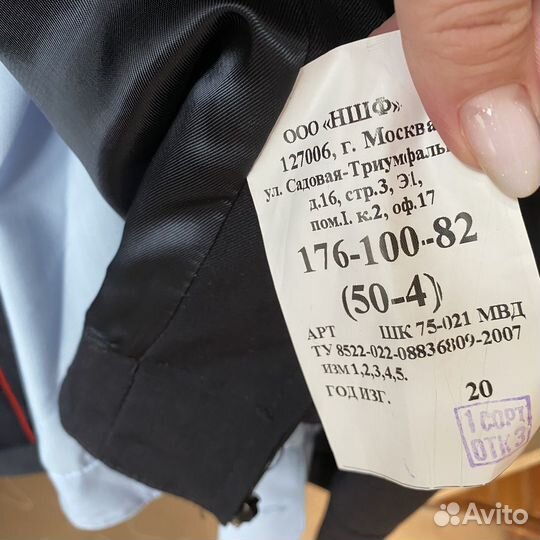 ООО «НШФ»
127006, г. Москва
ул. Садовая-Триумфаль
д.16, стр.3, Э1,
пом.I. к.2, оф.17
176-100-82
(50-4)
АРТ ШК 75-021 МВД
ТУ 8522-022-08836809-2007
ИЗМ 1,2,3,4,5.
ГОД ИЗГ. 20
1 СОРТ
ОТК 3
Avito